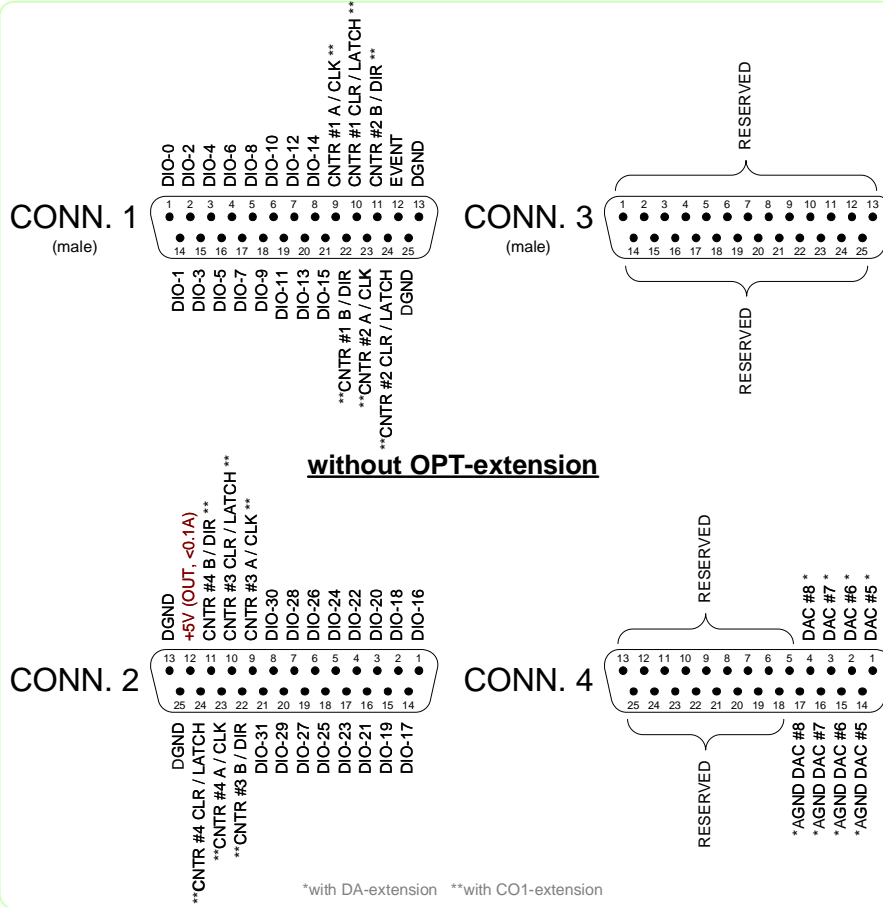 DIO-0
DIO-2
DIO-4
DIO-6
DIO-8
DIO-10
DIO-12
DIO-14
CNTR #1 A / CLK **
CNTR #1 CLR / LATCH **
CNTR #2 B / DIR **
EVENT
DGND
CONN. 1
(male)
1 2 3 4 5 6 7 8 9 10 11 12 13
14 15 16 17 18 19 20 21 22 23 24 25
DIO-1
DIO-3
DIO-5
DIO-7
DIO-9
DIO-11
DIO-13
DIO-15
**CNTR #1 B / DIR
**CNTR #2 A / CLK
**CNTR #2 CLR / LATCH
DGND
RESERVED
CONN. 3
(male)
1 2 3 4 5 6 7 8 9 10 11 12 13
14 15 16 17 18 19 20 21 22 23 24 25
RESERVED
without OPT-extension
DGND
+5V (OUT, <0.1A)
CNTR #4 B / DIR **
CNTR #3 CLR / LATCH **
CNTR #3 A / CLK **
DIO-30
DIO-28
DIO-26
DIO-24
DIO-22
DIO-20
DIO-18
DIO-16
CONN. 2
13 12 11 10 9 8 7 6 5 4 3 2 1
25 24 23 22 21 20 19 18 17 16 15 14
DGND
**CNTR #4 CLR / LATCH
**CNTR #4 A / CLK
**CNTR #3 B / DIR
DIO-31
DIO-29
DIO-27
DIO-25
DIO-23
DIO-21
DIO-19
DIO-17
RESERVED
DAC #8 *
DAC #7 *
DAC #6 *
DAC #5 *
CONN. 4
13 12 11 10 9 8 7 6 5 4 3 2 1
25 24 23 22 21 20 19 18 17 16 15 14
RESERVED
*AGND DAC #8
*AGND DAC #7
*AGND DAC #6
*AGND DAC #5
*with DA-extension **with CO1-extension